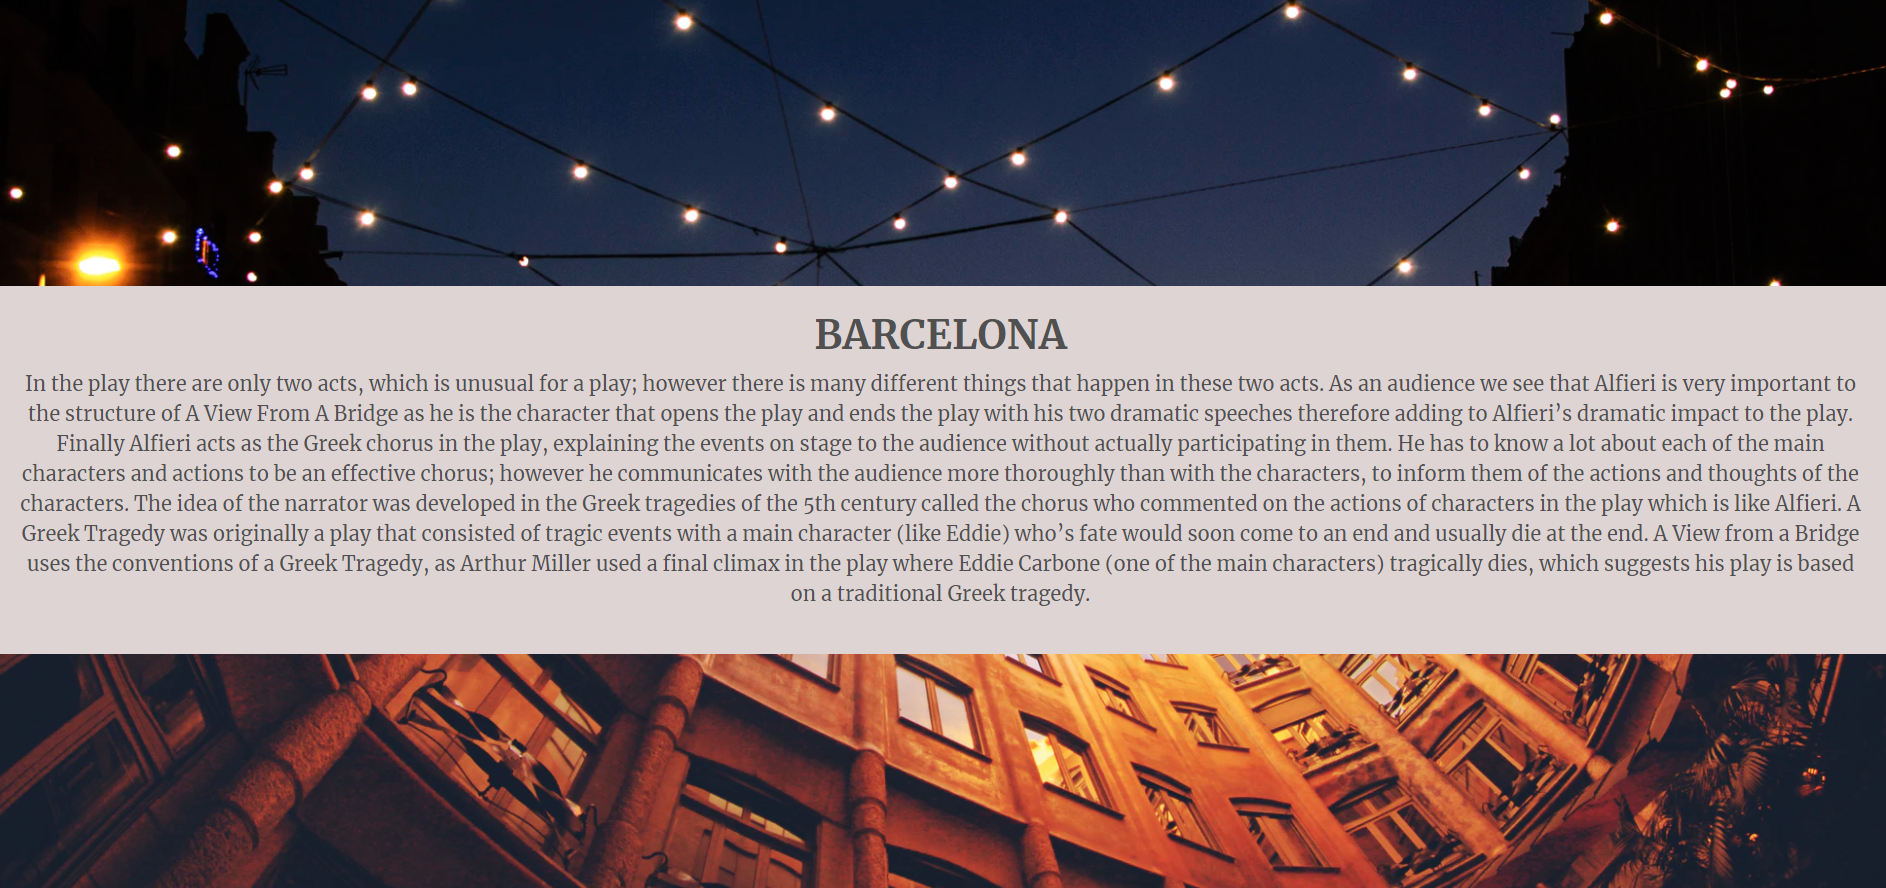 BARCELONA
In the play there are only two acts, which is unusual for a play; however there is many different things that happen in these two acts. As an audience we see that Alfieri is very important to
the structure of A View From A Bridge as he is the character that opens the play and ends the play with his two dramatic speeches therefore adding to Alfieri’s dramatic impact to the play.
Finally Alfieri acts as the Greek chorus in the play, explaining the events on stage to the audience without actually participating in them. He has to know a lot about each of the main
characters and actions to be an effective chorus; however he communicates with the audience more thoroughly than with the characters, to inform them of the actions and thoughts of the
characters. The idea of the narrator was developed in the Greek tragedies of the 5th century called the chorus who commented on the actions of characters in the play which is like Alfieri. A
Greek Tragedy was originally a play that consisted of tragic events with a main character (like Eddie) who’s fate would soon come to an end and usually die at the end. A View from a Bridge
uses the conventions of a Greek Tragedy, as Arthur Miller used a final climax in the play where Eddie Carbone (one of the main characters) tragically dies, which suggests his play is based
on a traditional Greek tragedy.